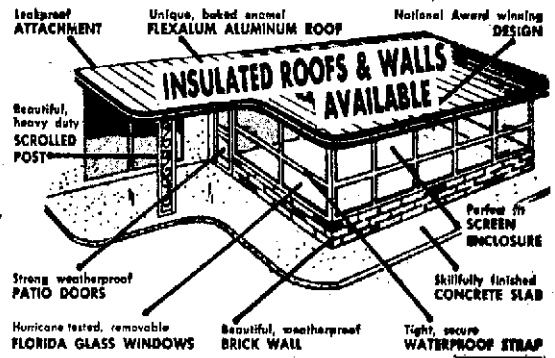 Leakproof
ATTACHMENT
Unique, baked enamel
FLEXALUM ALUMINUM ROOF
National Award winning
DESIGN
INSULATED ROOFS & WALLS
AVAILABLE
Beautiful,
heavy duty
SCROLLED
POST
Perfect fit
SCREEN
ENCLOSURE
Strong weatherproof
PATIO DOORS
Skillfully finished
CONCRETE SLAB
Hurricane tested, removable
FLORIDA GLASS WINDOWS
Beautiful, weatherproof
BRICK WALL
Tight, secure
WATERPROOF STRAP